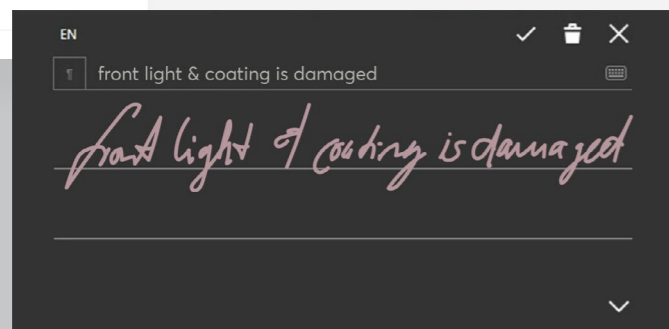 EN
¶ front light & coating is damaged
front light & coating is damaged